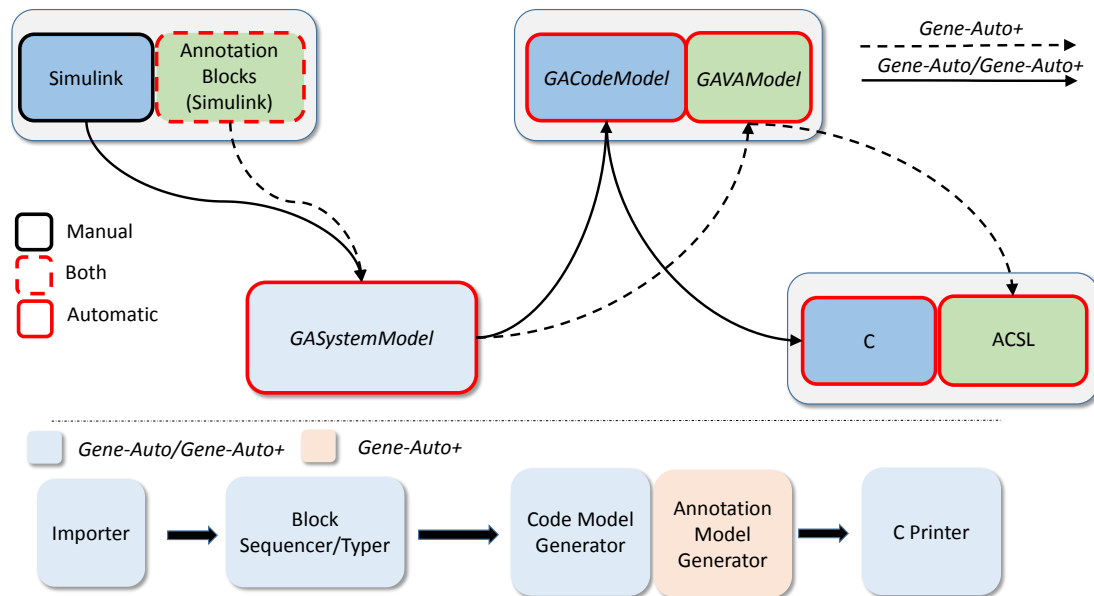 Simulink
Annotation
Blocks
(Simulink)
GACodeModel
GAVAModel
Gene-Auto+
Gene-Auto/Gene-Auto+
Manual
Both
Automatic
GASystemModel
C
ACSL
Gene-Auto/Gene-Auto+
Gene-Auto+
Importer
Block
Sequencer/Typer
Code Model
Generator
Annotation
Model
Generator
C Printer